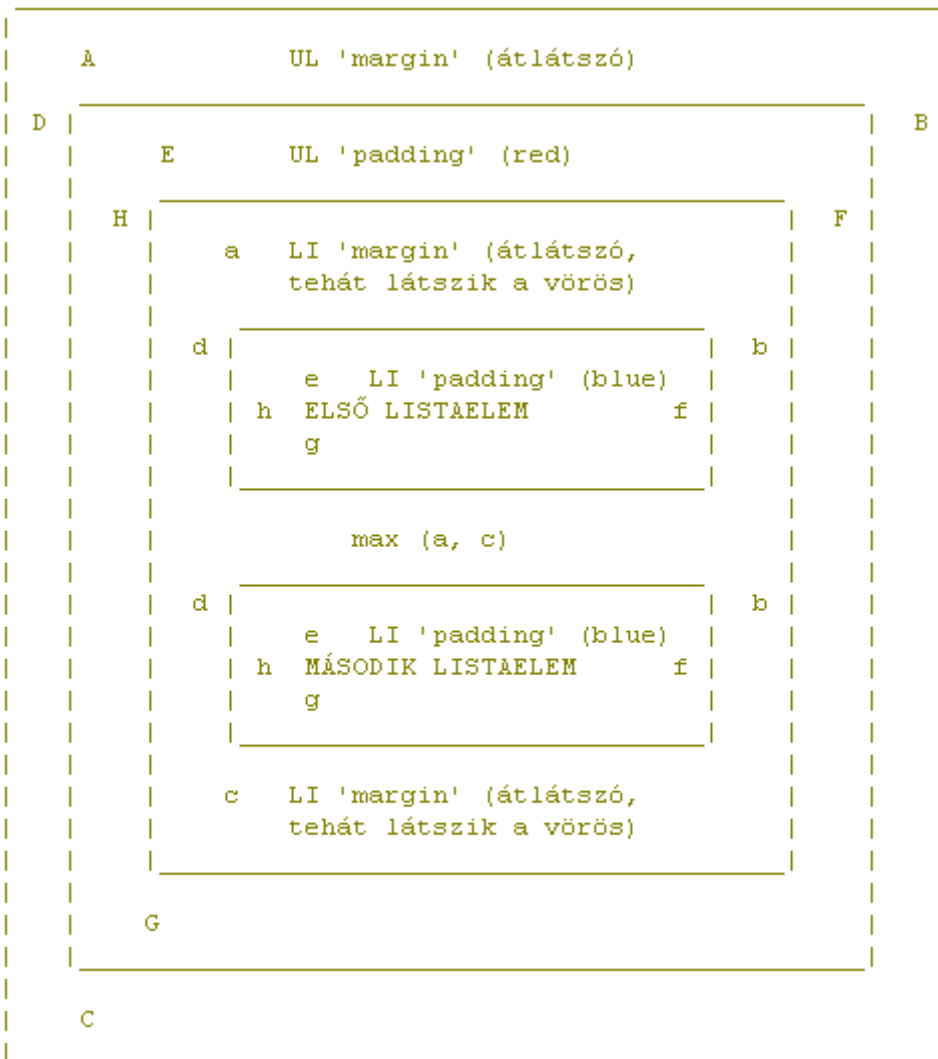 A UL 'margin' (átlátszó)
D B
E UL 'padding' (red)
H F
a LI 'margin' (átlátszó,
tehát látszik a vörös)
d b
e LI 'padding' (blue)
h ELSŐ LISTAELEM f
g
max (a, c)
d b
e LI 'padding' (blue)
h MÁSODIK LISTAELEM f
g
c LI 'margin' (átlátszó,
tehát látszik a vörös)
G
C